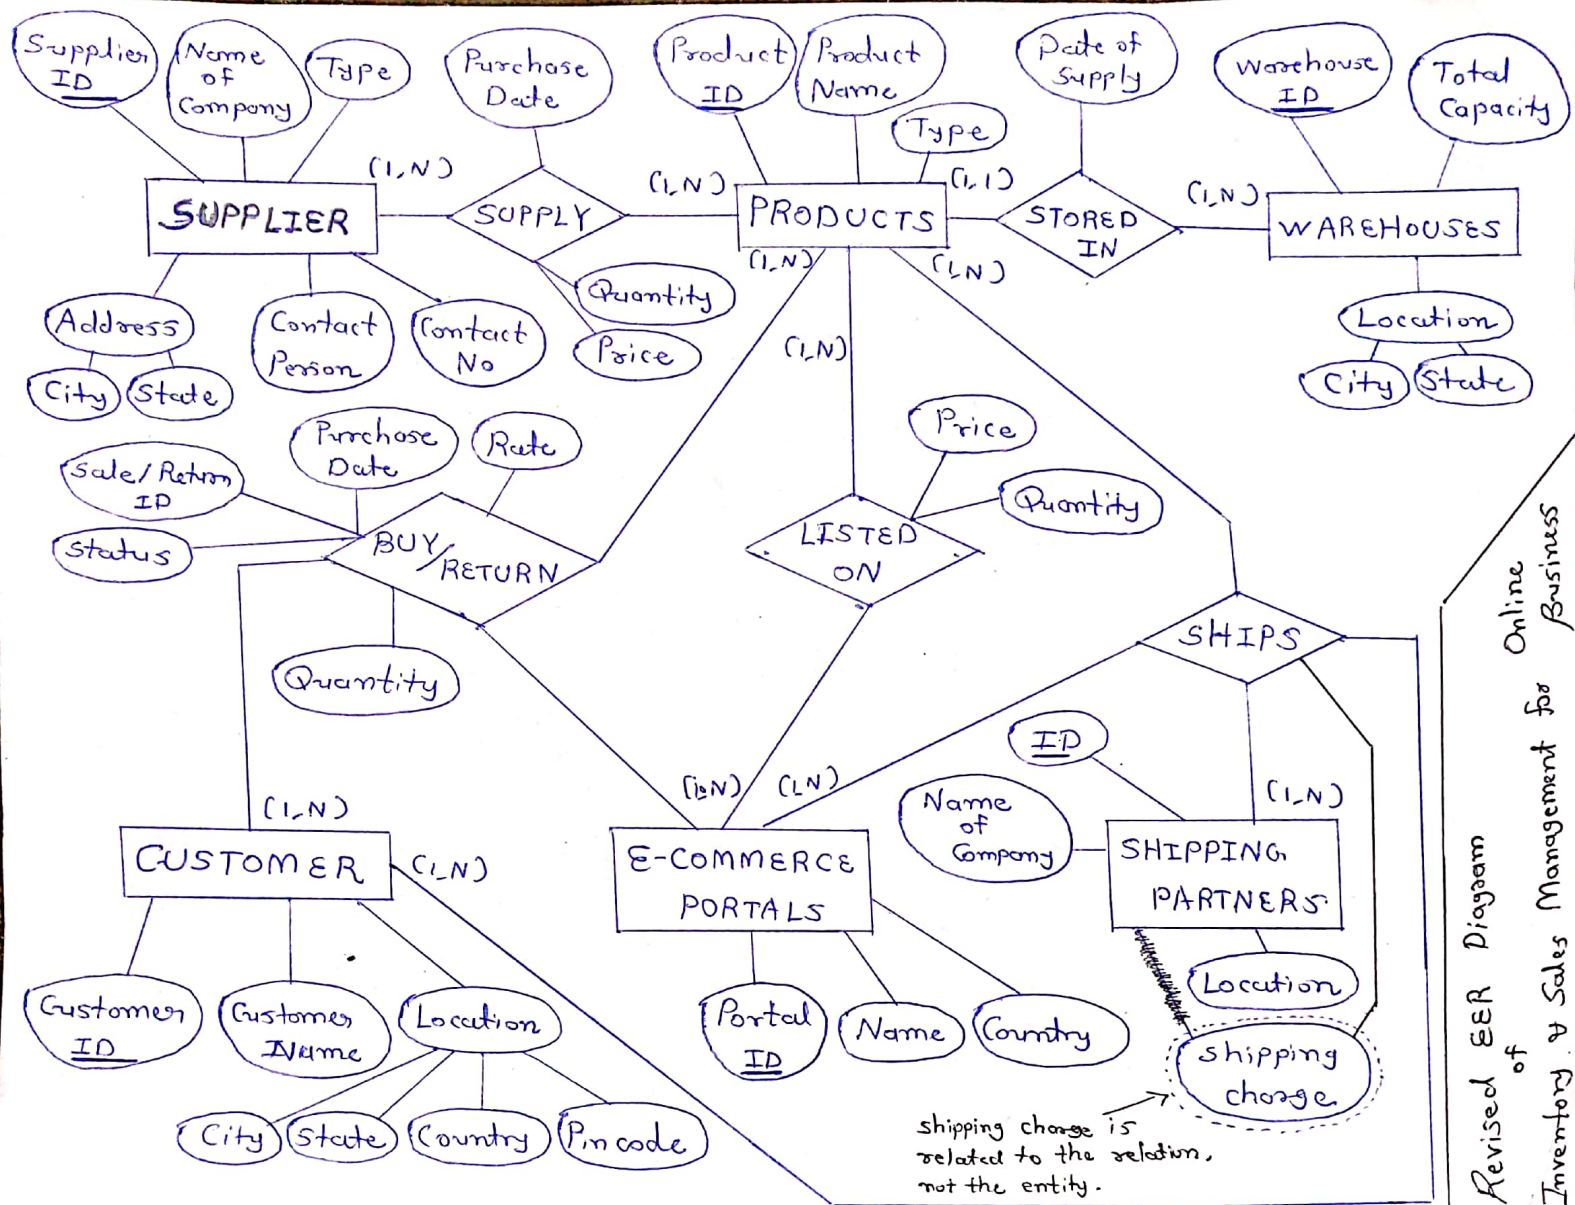 Supplier
ID
Name
of
Company
Type
Purchase
Date
Product
ID
Product
Name
Type
Date of
Supply
Warehouse
ID
Total
Capacity
(1,N)
(1,N)
(1,1)
(1,N)
SUPPLIER
SUPPLY
PRODUCTS
STORED
IN
WAREHOUSES
(1,N)
(1,N)
(1,N)
Address
City
State
Contact
Person
Contact
No
Quantity
Price
Location
City
State
Purchase
Date
Rate
Sale/Return
ID
Status
BUY/
RETURN
Quantity
Price
Quantity
LISTED
ON
SHIPS
(1,N)
(1,N)
(1,N)
(1,N)
(1,N)
CUSTOMER
E-COMMERCE
PORTALS
ID
Name
of
Company
SHIPPING
PARTNERS
Location
Shipping
charge
Customer
ID
Customer
Name
Location
City
State
Country
Pincode
Portal
ID
Name
Country
shipping charge is
related to the relation,
not the entity.
Revised EER Diagram
of
Inventory & Sales Management for Online
Business